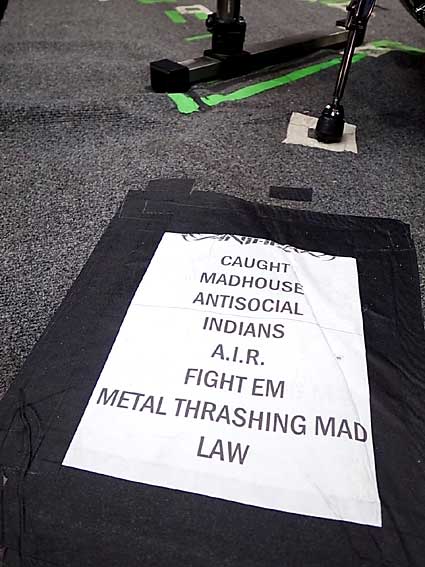 CAUGHT
MADHOUSE
ANTISOCIAL
INDIANS
A.I.R.
FIGHT EM
METAL THRASHING MAD
LAW